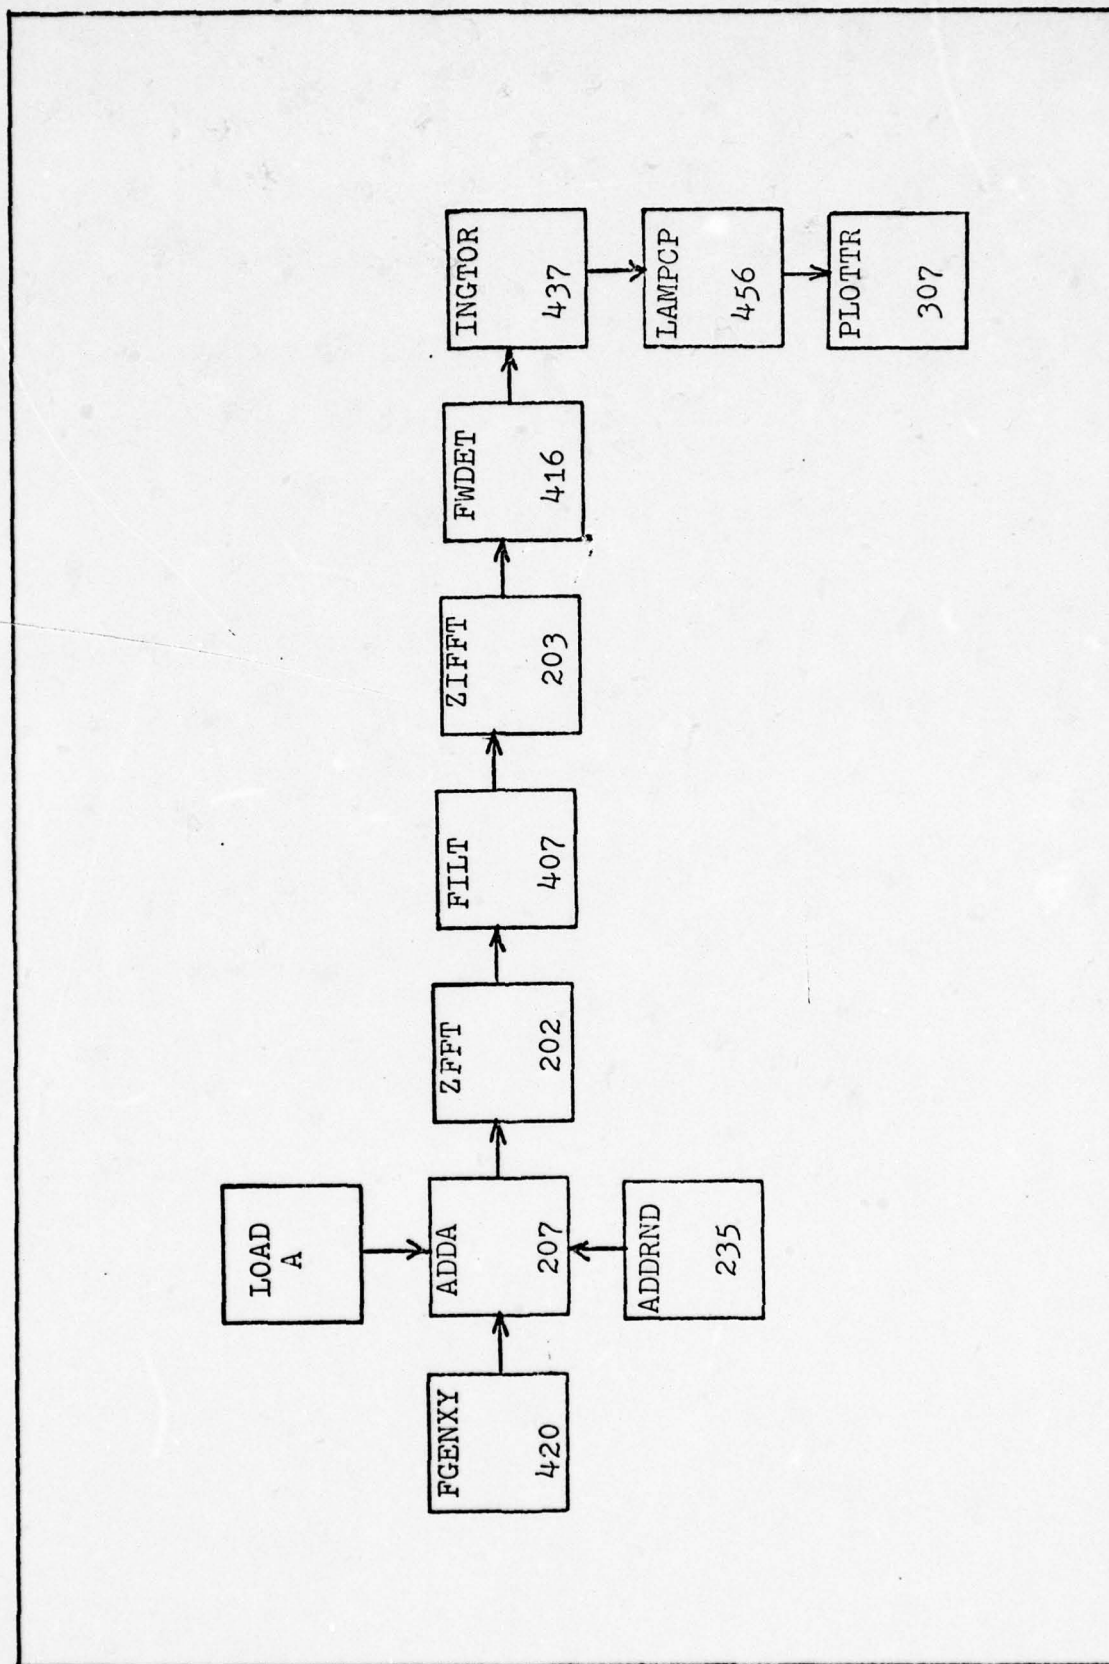 LOAD
A
FGENXY
420
ADDA
207
ADDRND
235
ZFFT
202
FILT
407
ZIFFT
203
FWDET
416
INGTOR
437
LAMPCP
456
PLOTTR
307